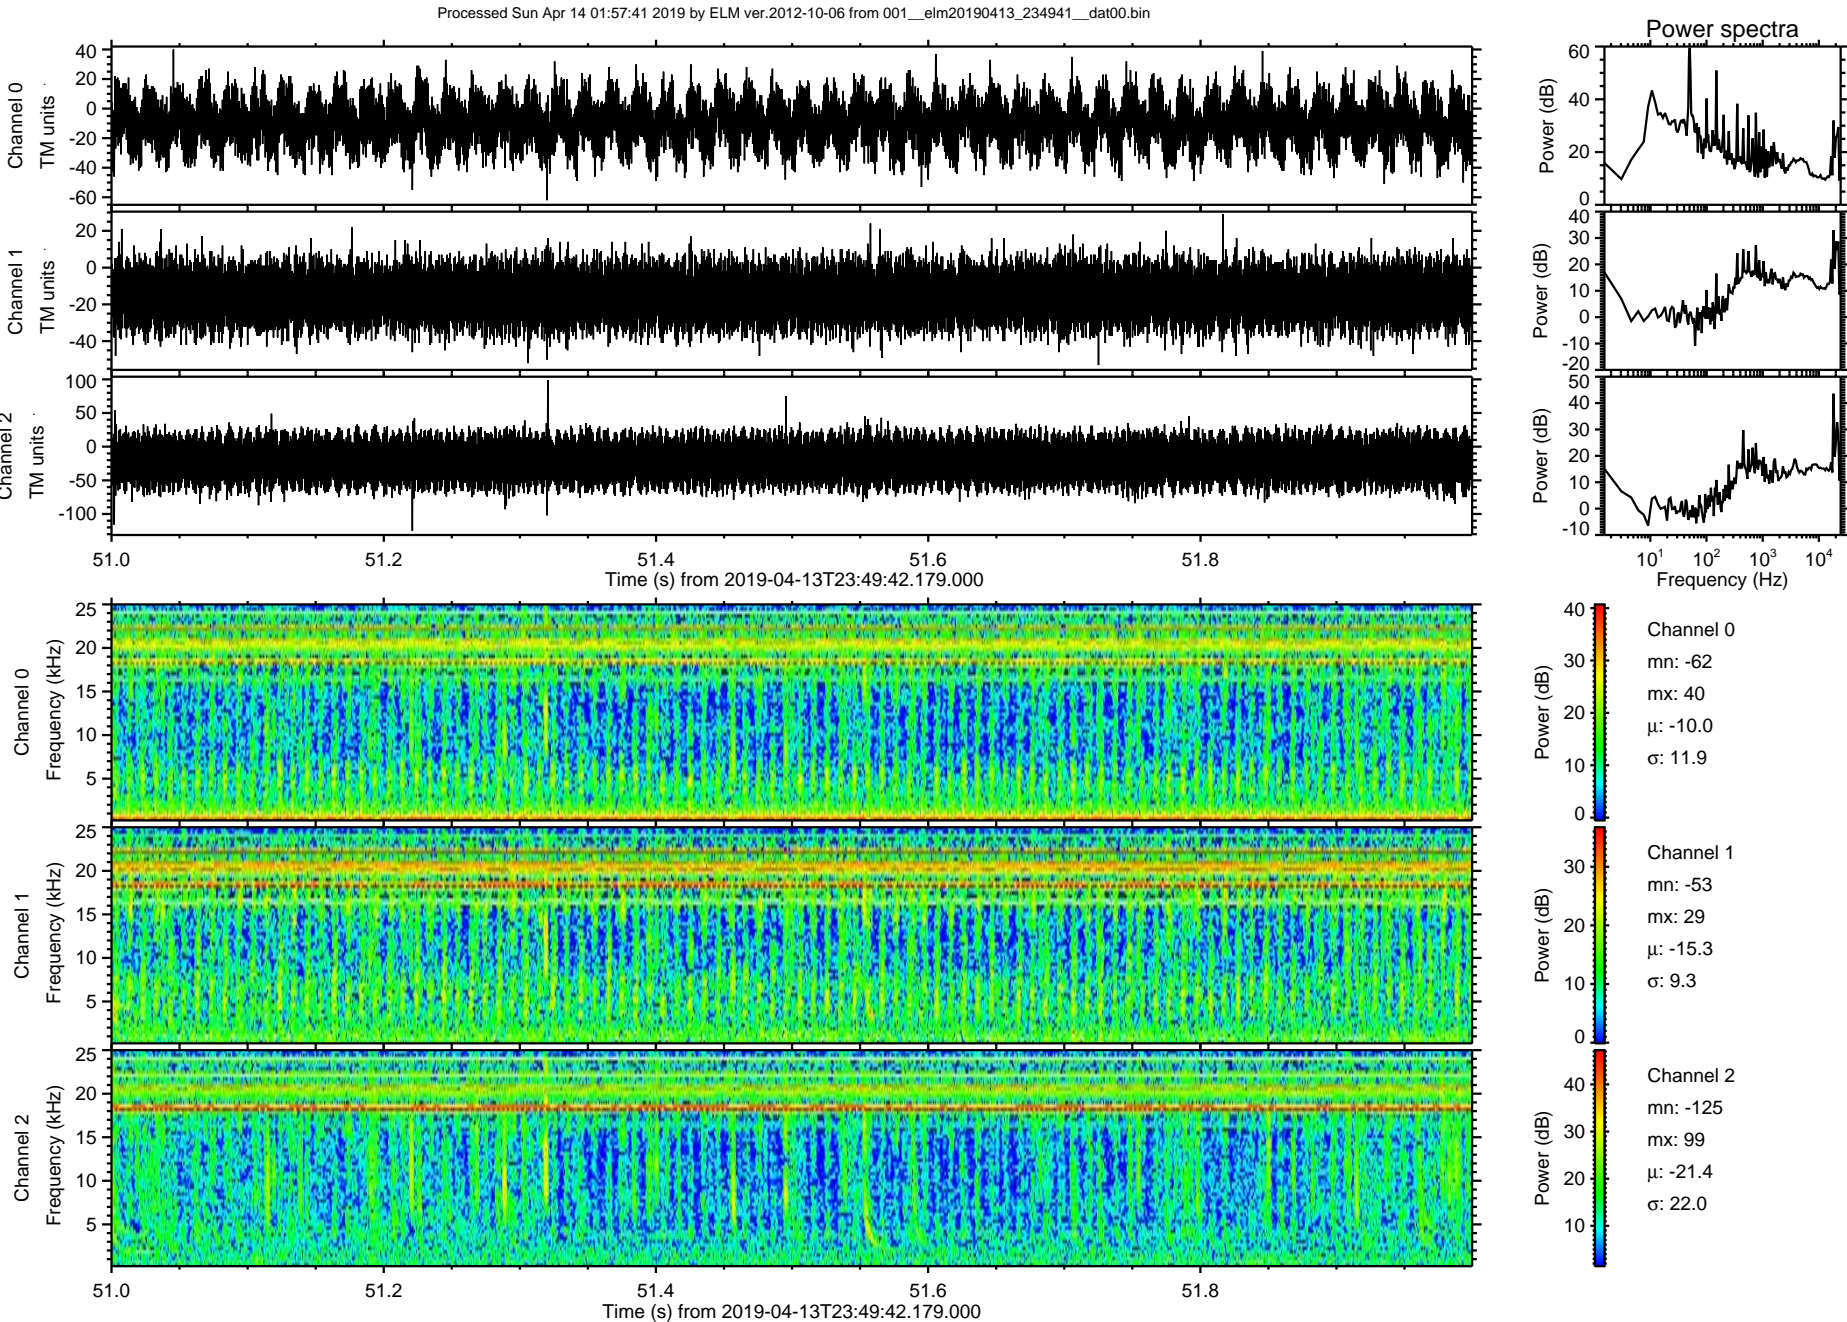 Processed Sun Apr 14 01:57:41 2019 by ELM ver.2012-10-06 from 001__elm20190413_234941__dat00.bin
Power spectra
Channel 0
TM units
40
20
0
-20
-40
-60
Power (dB)
60
40
20
0
Channel 1
TM units
20
0
-20
-40
Power (dB)
40
30
20
10
0
-10
-20
Channel 2
TM units
100
50
0
-50
-100
Power (dB)
50
40
30
20
10
0
-10
51.0 51.2 51.4 51.6 51.8
Time (s) from 2019-04-13T23:49:42.179.000
10^1 10^2 10^3 10^4
Frequency (Hz)
Channel 0
Frequency (kHz)
25
20
15
10
5
Power (dB)
40
30
20
10
0
Channel 0
mn: -62
mx: 40
µ: -10.0
σ: 11.9
Channel 1
Frequency (kHz)
25
20
15
10
5
Power (dB)
30
20
10
0
Channel 1
mn: -53
mx: 29
µ: -15.3
σ: 9.3
Channel 2
Frequency (kHz)
25
20
15
10
5
Power (dB)
40
30
20
10
Channel 2
mn: -125
mx: 99
µ: -21.4
σ: 22.0
51.0 51.2 51.4 51.6 51.8
Time (s) from 2019-04-13T23:49:42.179.000